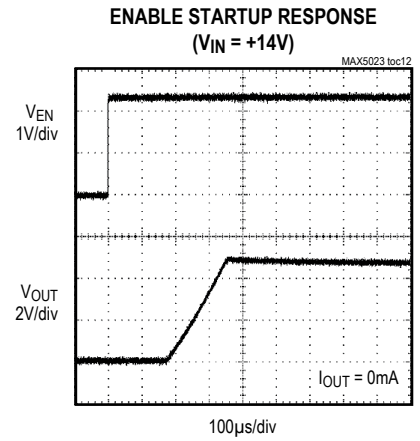 ENABLE STARTUP RESPONSE
(VIN = +14V)
MAX5023 toc12
VEN
1V/div
VOUT
2V/div
IOUT = 0mA
100µs/div